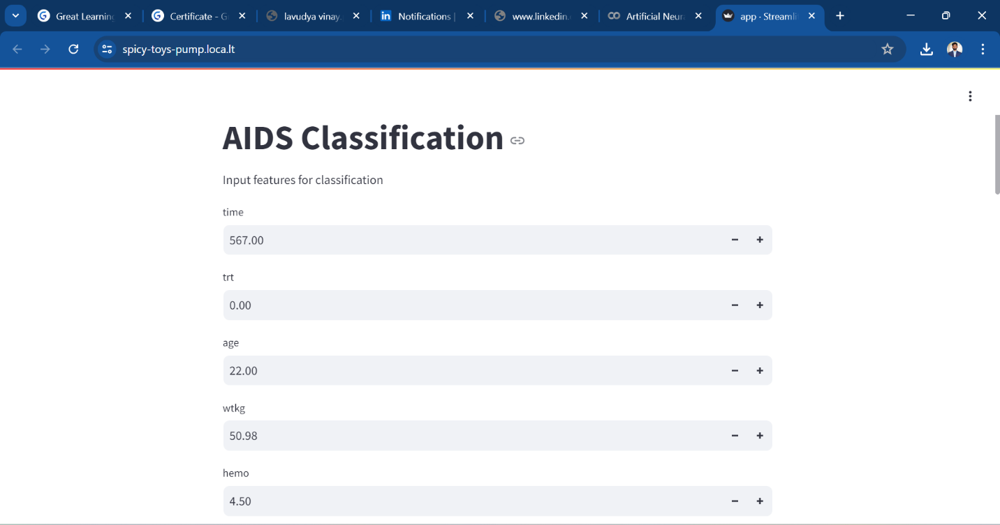 Great Learning
Certificate - G
lavudya vinay.
Notifications |
www.linkedin.
Artificial Neura
app · Streamli
spicy-toys-pump.loca.lt
AIDS Classification
Input features for classification
time
567.00
trt
0.00
age
22.00
wtkg
50.98
hemo
4.50